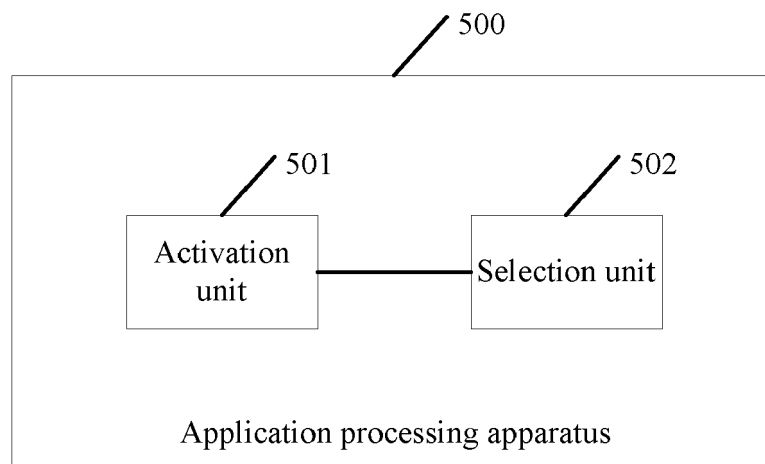 500
501
502
Activation
unit
Selection unit
Application processing apparatus